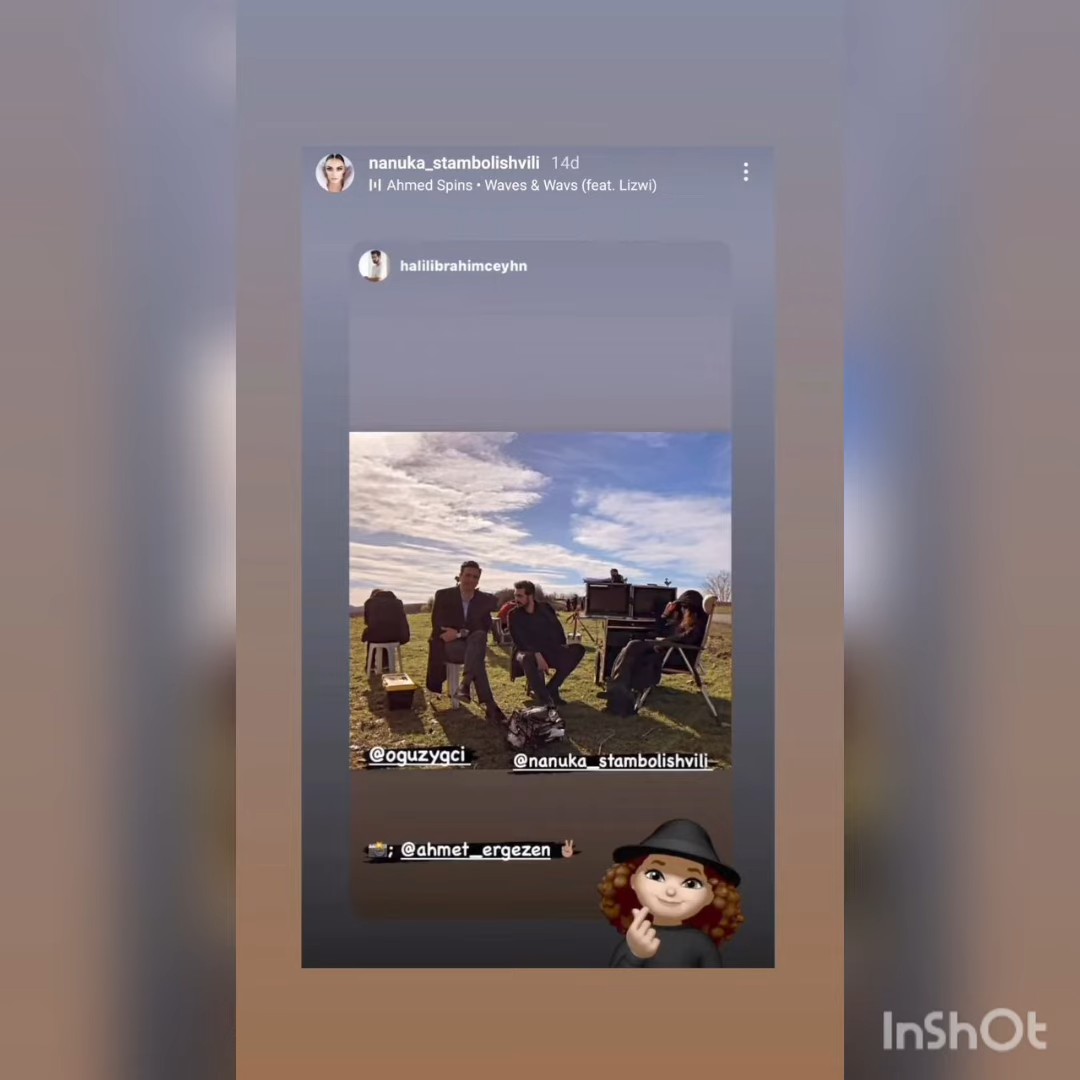 nanuka_stambolishvili 14d
Ahmed Spins • Waves & Wavs (feat. Lizwi)
halilibrahimceyhn
@oguzygci
@nanuka_stambolishvili
; @ahmet_ergezen
InShOt